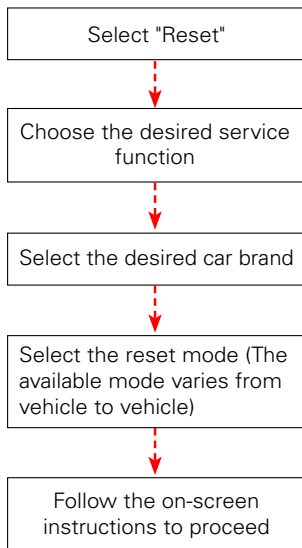 Select "Reset"
Choose the desired service
function
Select the desired car brand
Select the reset mode (The
available mode varies from
vehicle to vehicle)
Follow the on-screen
instructions to proceed